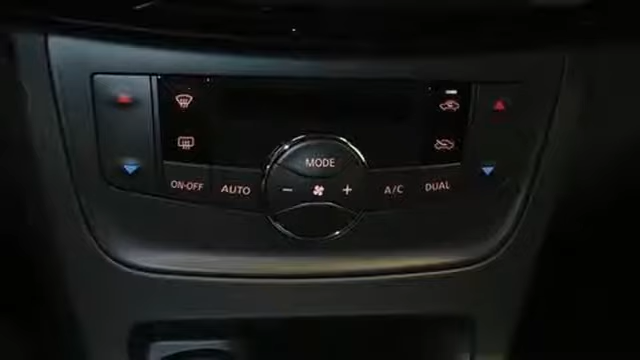 MODE
ON·OFF AUTO − + A/C DUAL